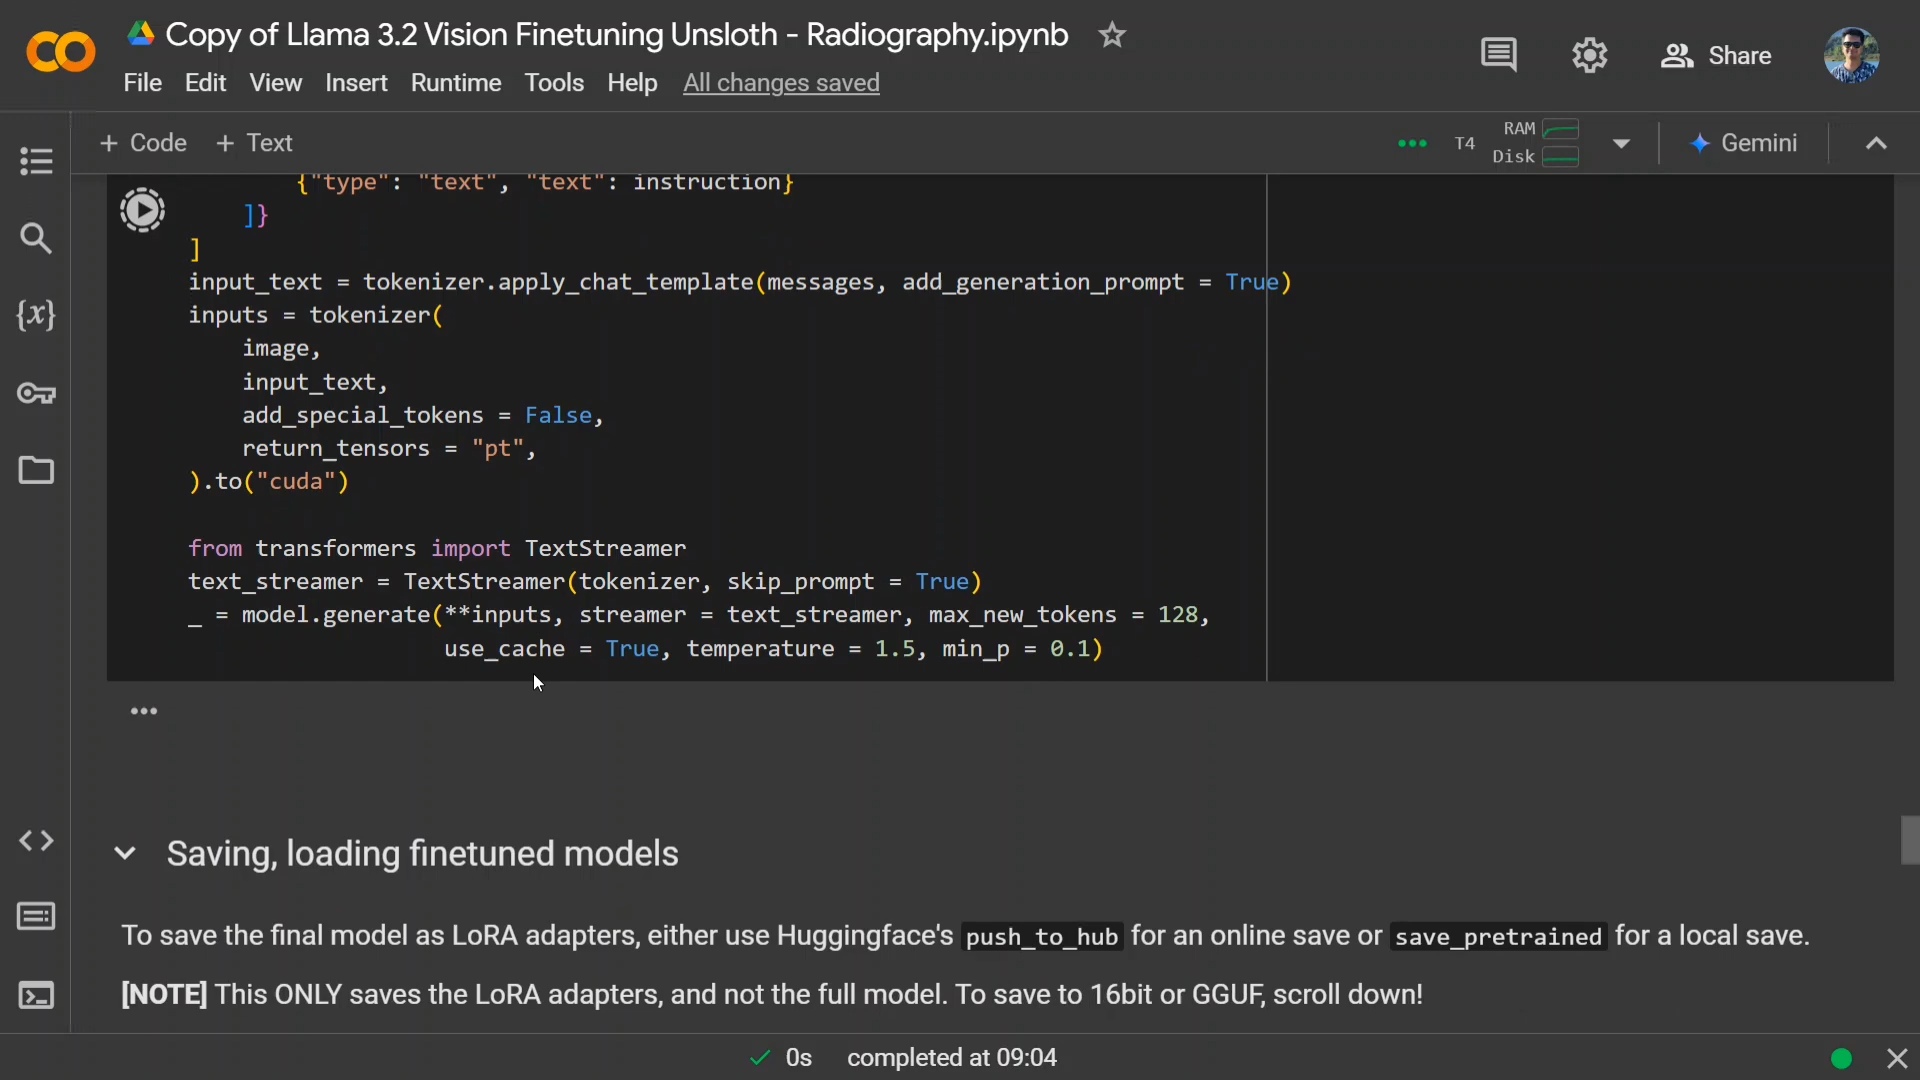 Copy of Llama 3.2 Vision Finetuning Unsloth - Radiography.ipynb
File Edit View Insert Runtime Tools Help All changes saved
Share
+ Code + Text
T4
RAM
Disk
Gemini
{"type": "text", "text": instruction}
]}
]
input_text = tokenizer.apply_chat_template(messages, add_generation_prompt = True)
inputs = tokenizer(
image,
input_text,
add_special_tokens = False,
return_tensors = "pt",
).to("cuda")
from transformers import TextStreamer
text_streamer = TextStreamer(tokenizer, skip_prompt = True)
_ = model.generate(**inputs, streamer = text_streamer, max_new_tokens = 128,
use_cache = True, temperature = 1.5, min_p = 0.1)
Saving, loading finetuned models
To save the final model as LoRA adapters, either use Huggingface's push_to_hub for an online save or save_pretrained for a local save.
[NOTE] This ONLY saves the LoRA adapters, and not the full model. To save to 16bit or GGUF, scroll down!
0s completed at 09:04